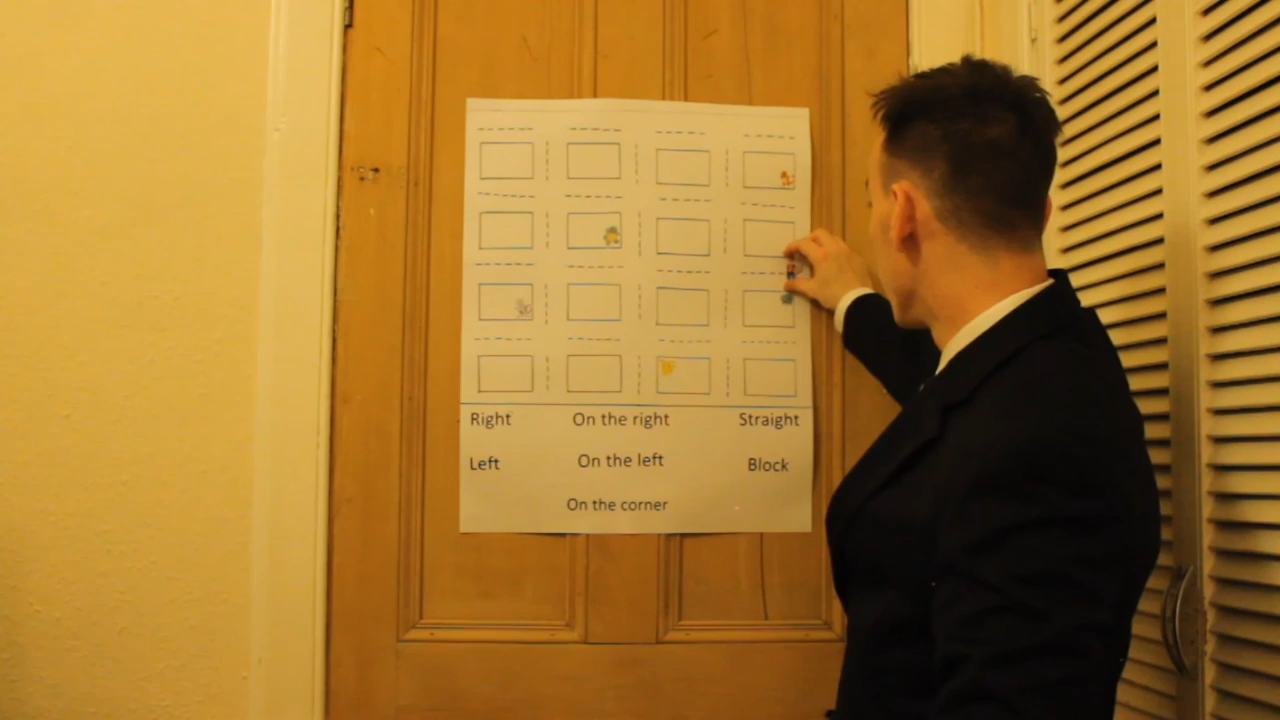 Right On the right Straight
Left On the left Block
On the corner